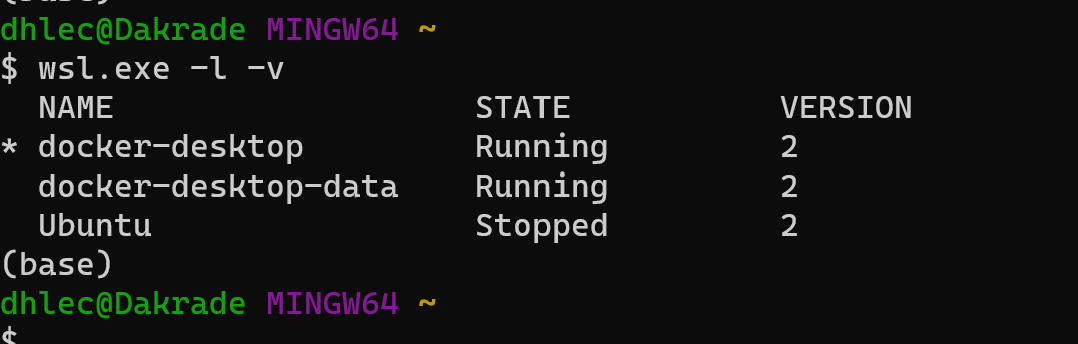 (base)
dhlec@Dakrade MINGW64 ~
$ wsl.exe -l -v
  NAME                   STATE           VERSION
* docker-desktop         Running         2
  docker-desktop-data    Running         2
  Ubuntu                 Stopped         2
(base)
dhlec@Dakrade MINGW64 ~
$